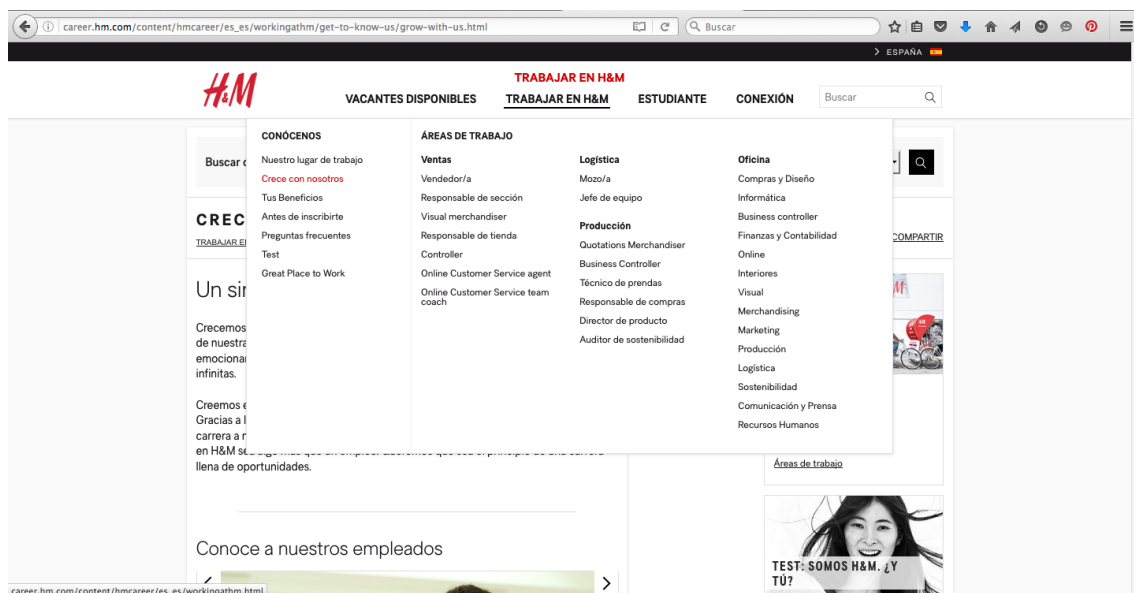 career.hm.com/content/hmcareer/es_es/workingathm/get-to-know-us/grow-with-us.html
Buscar
> ESPAÑA
H&M
TRABAJAR EN H&M
VACANTES DISPONIBLES
TRABAJAR EN H&M
ESTUDIANTE
CONEXIÓN
Buscar
CONÓCENOS
Nuestro lugar de trabajo
Crece con nosotros
Tus Beneficios
Antes de inscribirte
Preguntas frecuentes
Test
Great Place to Work
ÁREAS DE TRABAJO
Ventas
Vendedor/a
Responsable de sección
Visual merchandiser
Responsable de tienda
Controller
Online Customer Service agent
Online Customer Service team
coach
Logística
Mozo/a
Jefe de equipo
Producción
Quotations Merchandiser
Business Controller
Técnico de prendas
Responsable de compras
Director de producto
Auditor de sostenibilidad
Oficina
Compras y Diseño
Informática
Business controller
Finanzas y Contabilidad
Online
Interiores
Visual
Merchandising
Marketing
Producción
Logística
Sostenibilidad
Comunicación y Prensa
Recursos Humanos
Buscar
CREC
TRABAJAR
COMPARTIR
Un
Crecemos
de nuestra
infinitas.
Creemos
Gracias a
carrera a
en H&M
llena de oportunidades.
Áreas de trabajo
Conoce a nuestros empleados
TEST: SOMOS H&M. ¿Y
TÚ?
career.hm.com/content/hmcareer/es_es/workingathm.html